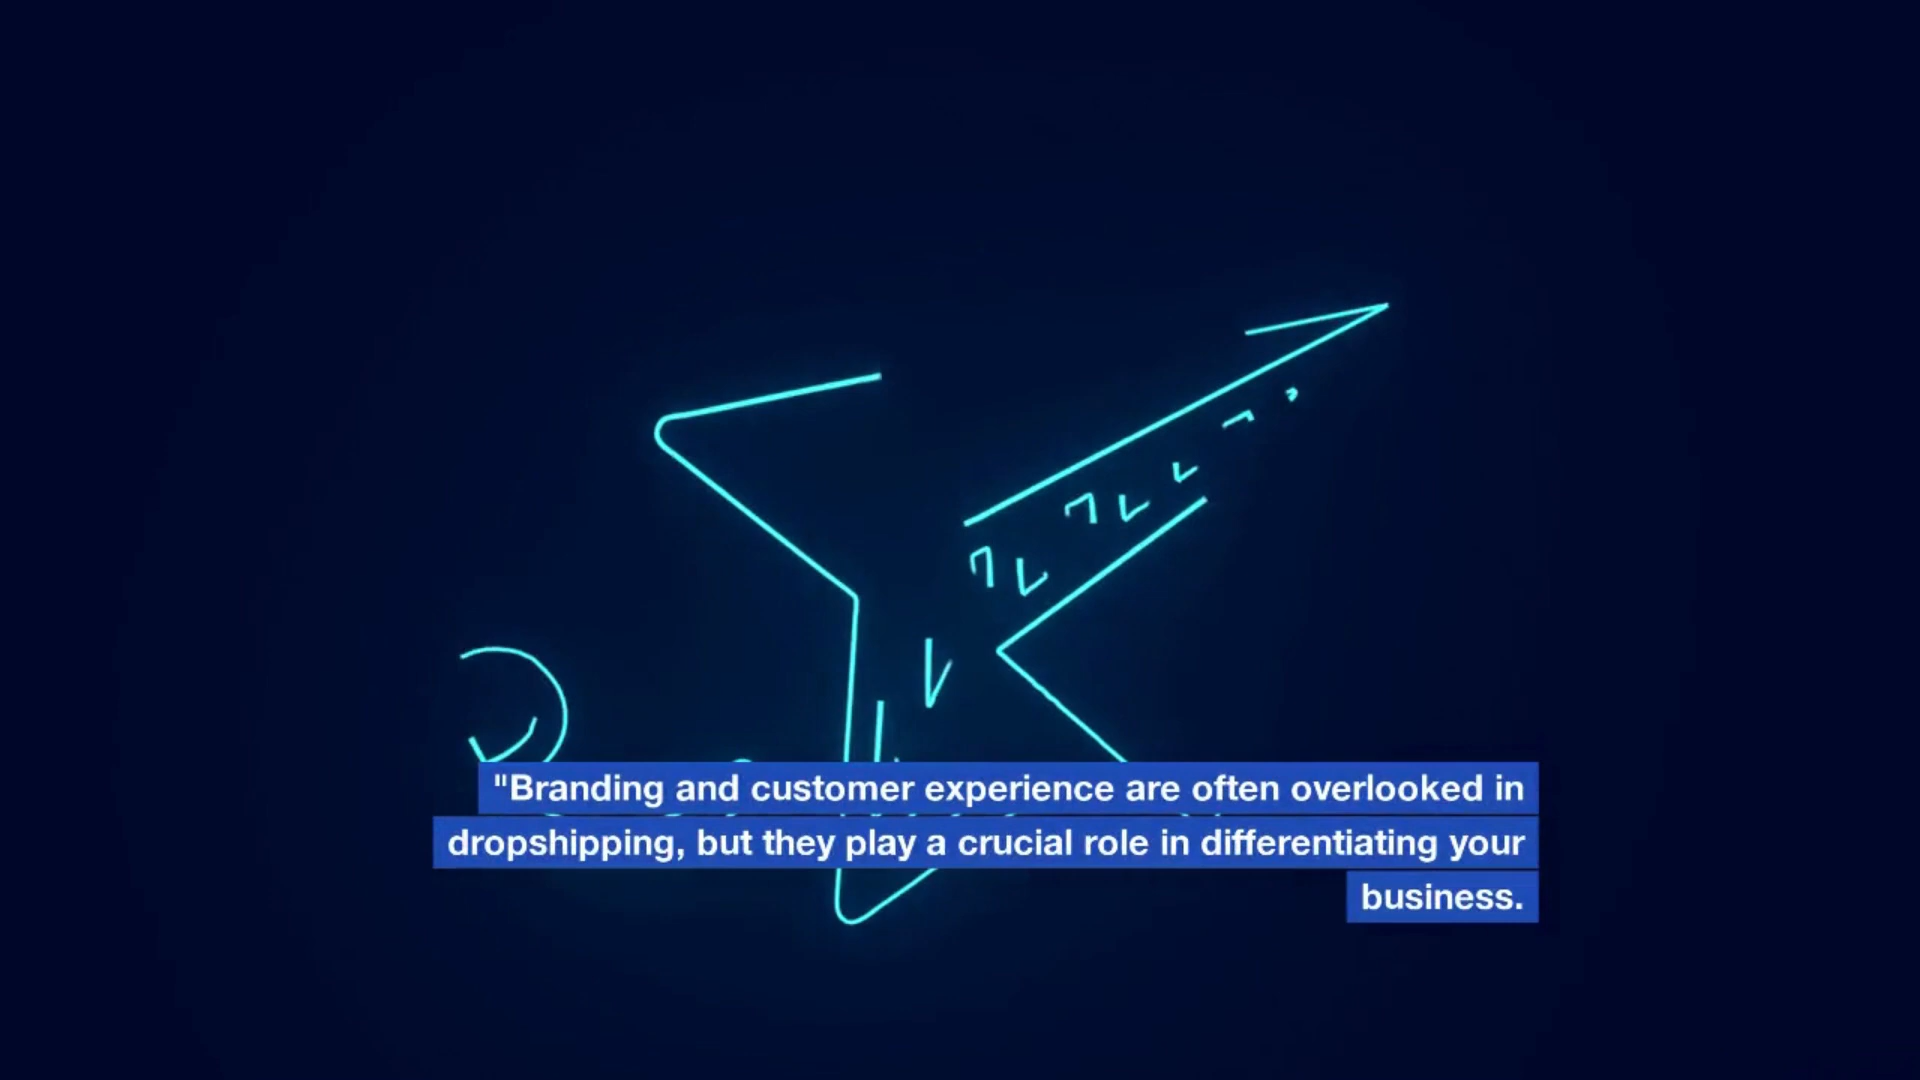 "Branding and customer experience are often overlooked in
dropshipping, but they play a crucial role in differentiating your
business.